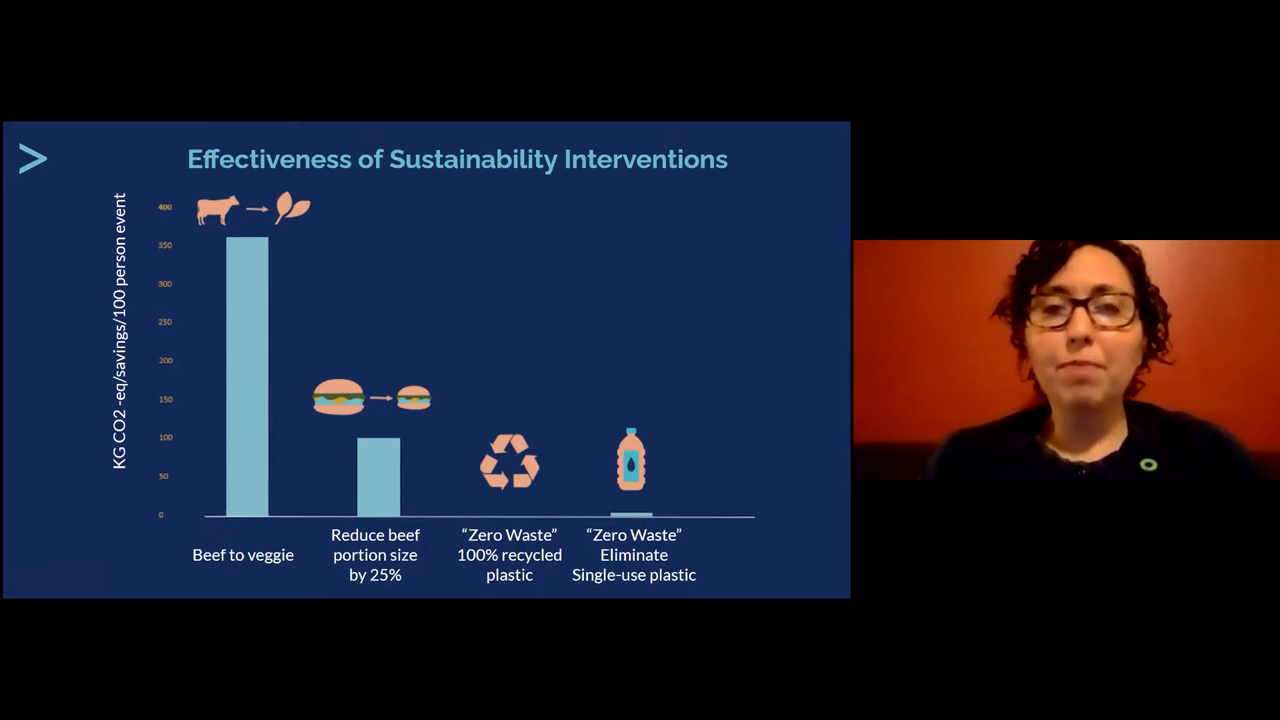 >
Effectiveness of Sustainability Interventions
KG CO2 -eq/savings/100 person event
400
350
300
250
200
150
100
50
0
Beef to veggie
Reduce beef
portion size
by 25%
“Zero Waste”
100% recycled
plastic
“Zero Waste”
Eliminate
Single-use plastic